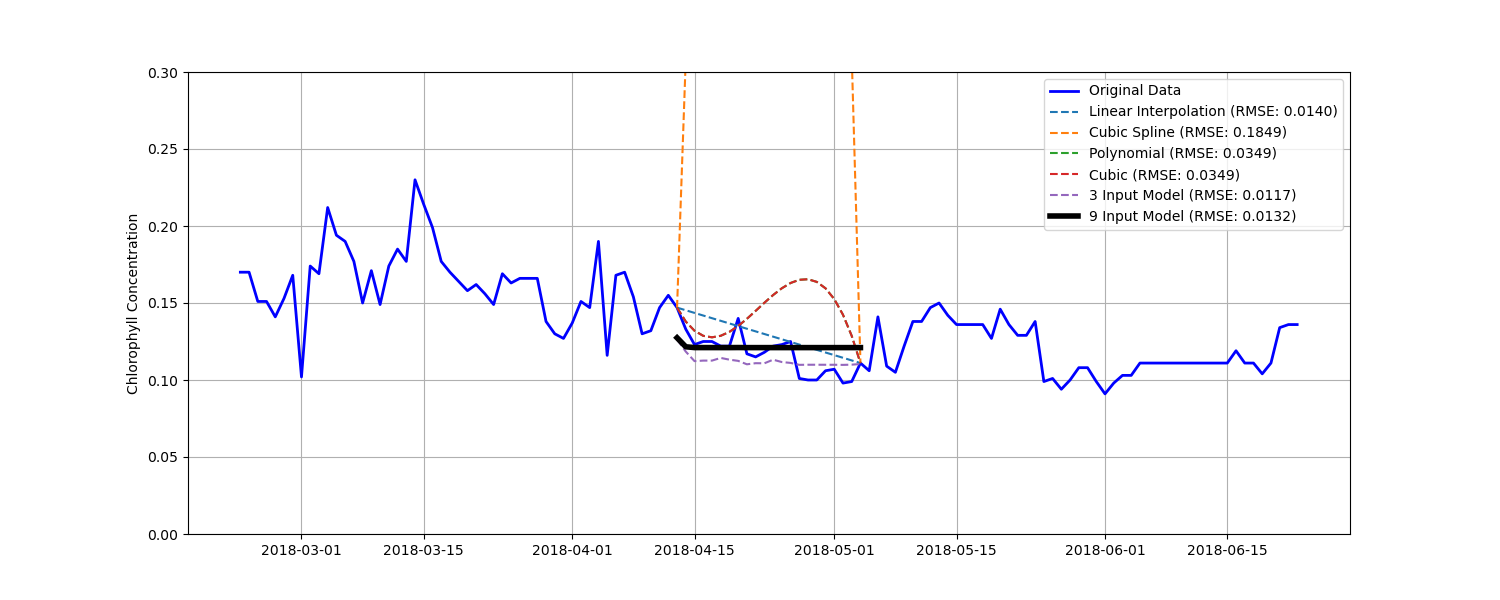 0.30
0.25
0.20
0.15
0.10
0.05
0.00
Chlorophyll Concentration
2018-03-01 2018-03-15 2018-04-01 2018-04-15 2018-05-01 2018-05-15 2018-06-01 2018-06-15
Original Data
Linear Interpolation (RMSE: 0.0140)
Cubic Spline (RMSE: 0.1849)
Polynomial (RMSE: 0.0349)
Cubic (RMSE: 0.0349)
3 Input Model (RMSE: 0.0117)
9 Input Model (RMSE: 0.0132)